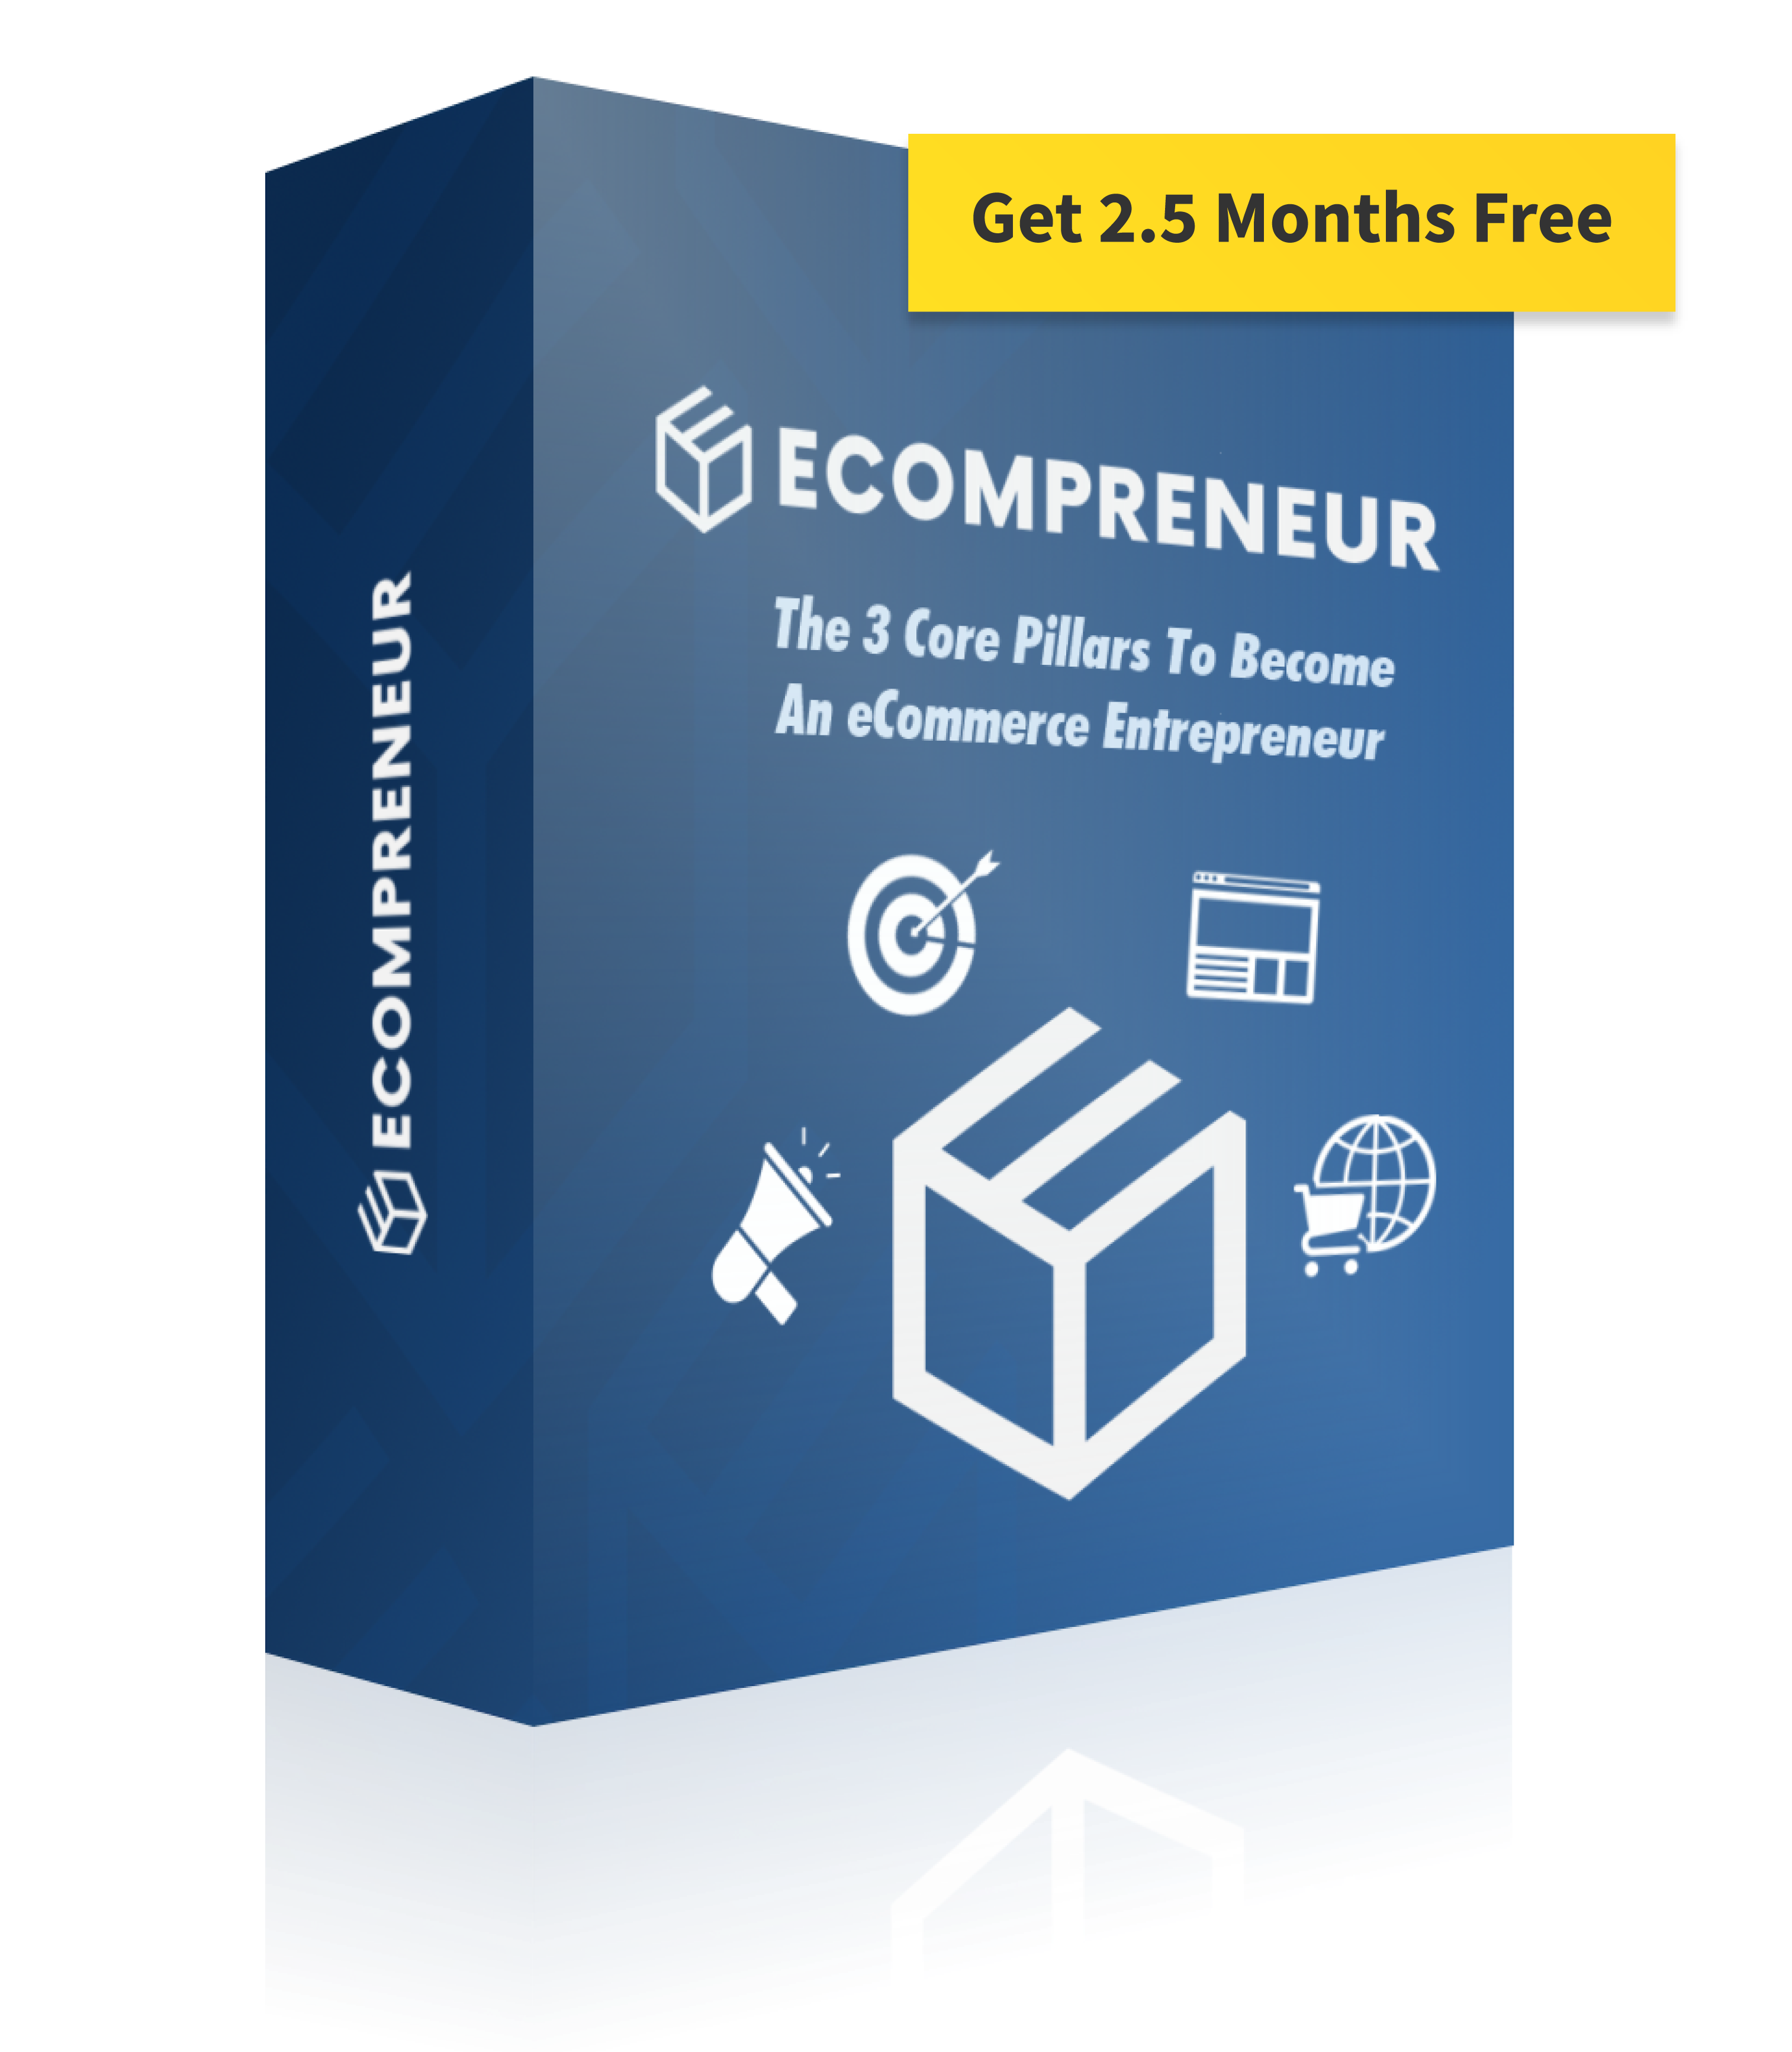 Get 2.5 Months Free
ECOMPRENEUR
The 3 Core Pillars To Become
An eCommerce Entrepreneur
ECOMPRENEUR